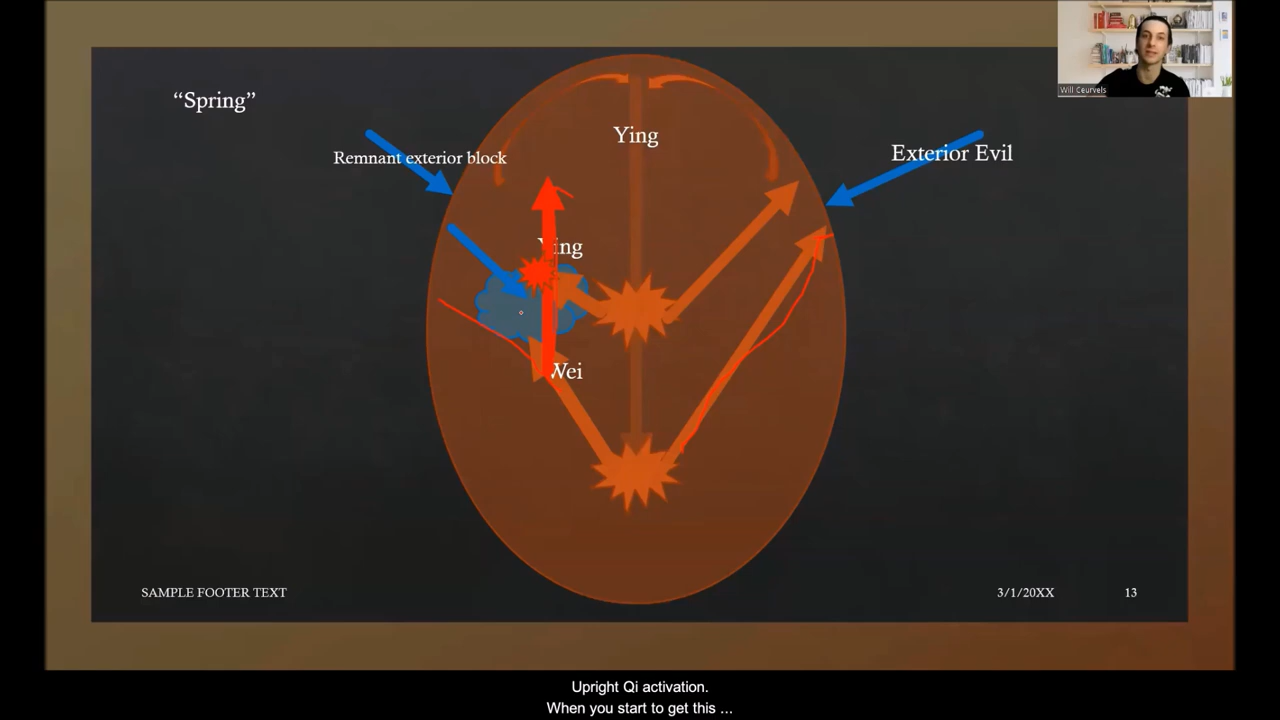 “Spring”
Ying
Remnant exterior block
Exterior Evil
Ying
Wei
SAMPLE FOOTER TEXT
3/1/20XX
13
Will Ceurvels
Upright Qi activation.
When you start to get this ...